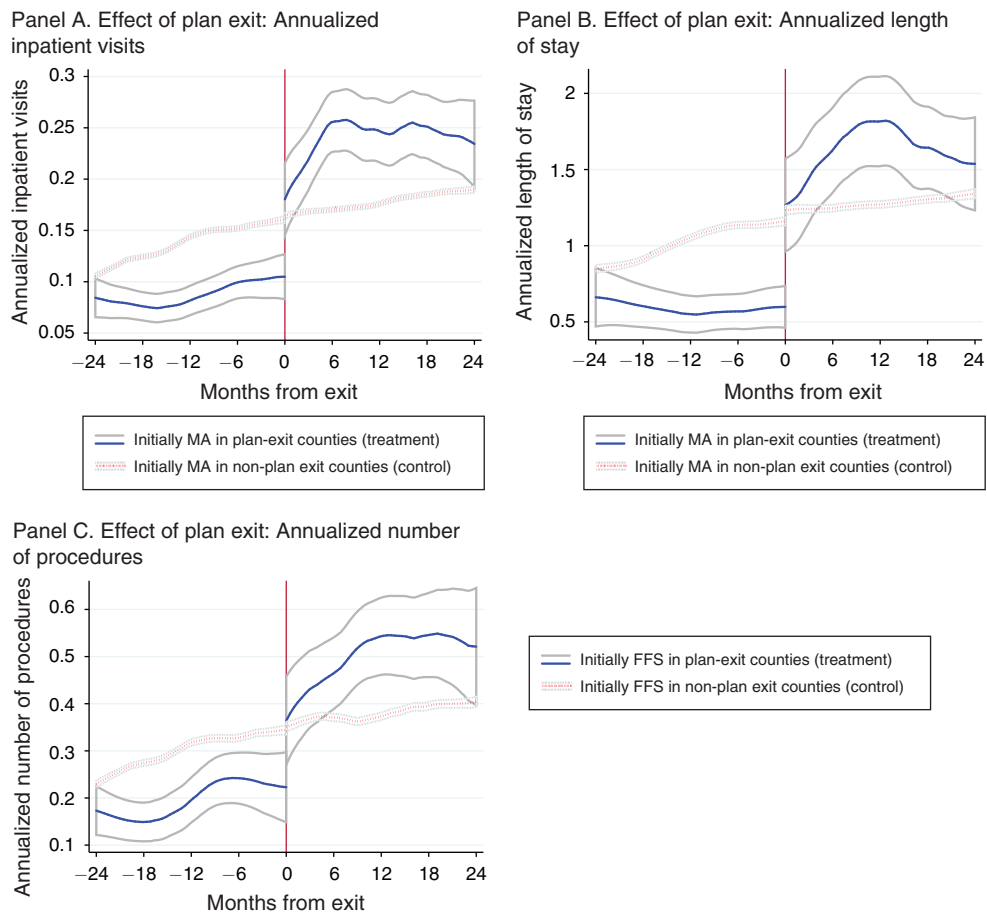 Panel A. Effect of plan exit: Annualized
inpatient visits
Annualized inpatient visits
0.3
0.25
0.2
0.15
0.1
0.05
−24 −18 −12 −6 0 6 12 18 24
Months from exit
Initially MA in plan-exit counties (treatment)
Initially MA in non-plan exit counties (control)
Panel B. Effect of plan exit: Annualized length
of stay
Annualized length of stay
2
1.5
1
0.5
−24 −18 −12 −6 0 6 12 18 24
Months from exit
Initially MA in plan-exit counties (treatment)
Initially MA in non-plan exit counties (control)
Panel C. Effect of plan exit: Annualized number
of procedures
Annualized number of procedures
0.6
0.5
0.4
0.3
0.2
0.1
−24 −18 −12 −6 0 6 12 18 24
Months from exit
Initially FFS in plan-exit counties (treatment)
Initially FFS in non-plan exit counties (control)